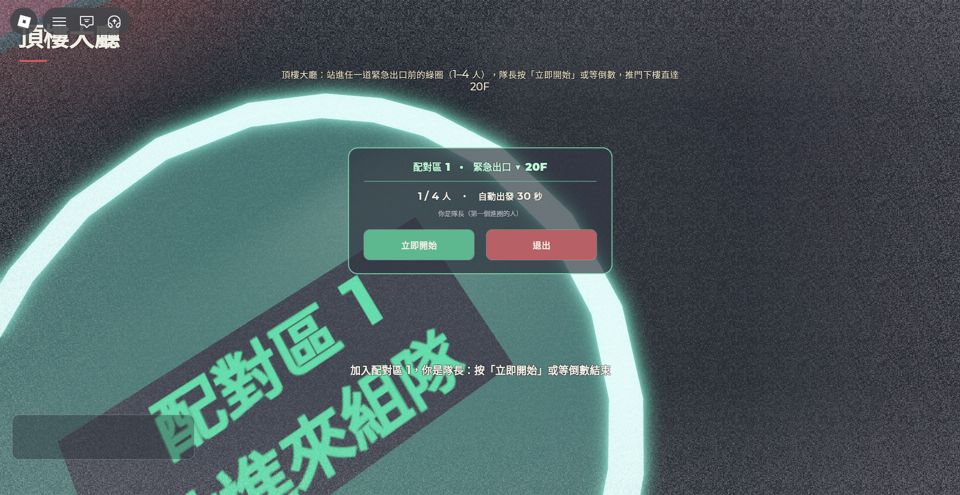 頂樓大廳
頂樓大廳：站進任一道緊急出口前的綠圈（1–4 人），隊長按「立即開始」或等倒數，推門下樓直達
20F
配對區 1 • 緊急出口 ▼ 20F
1 / 4 人 • 自動出發 30 秒
你是隊長（第一個進圈的人）
立即開始
退出
配對區 1
進來組隊
加入配對區 1，你是隊長：按「立即開始」或等倒數結束